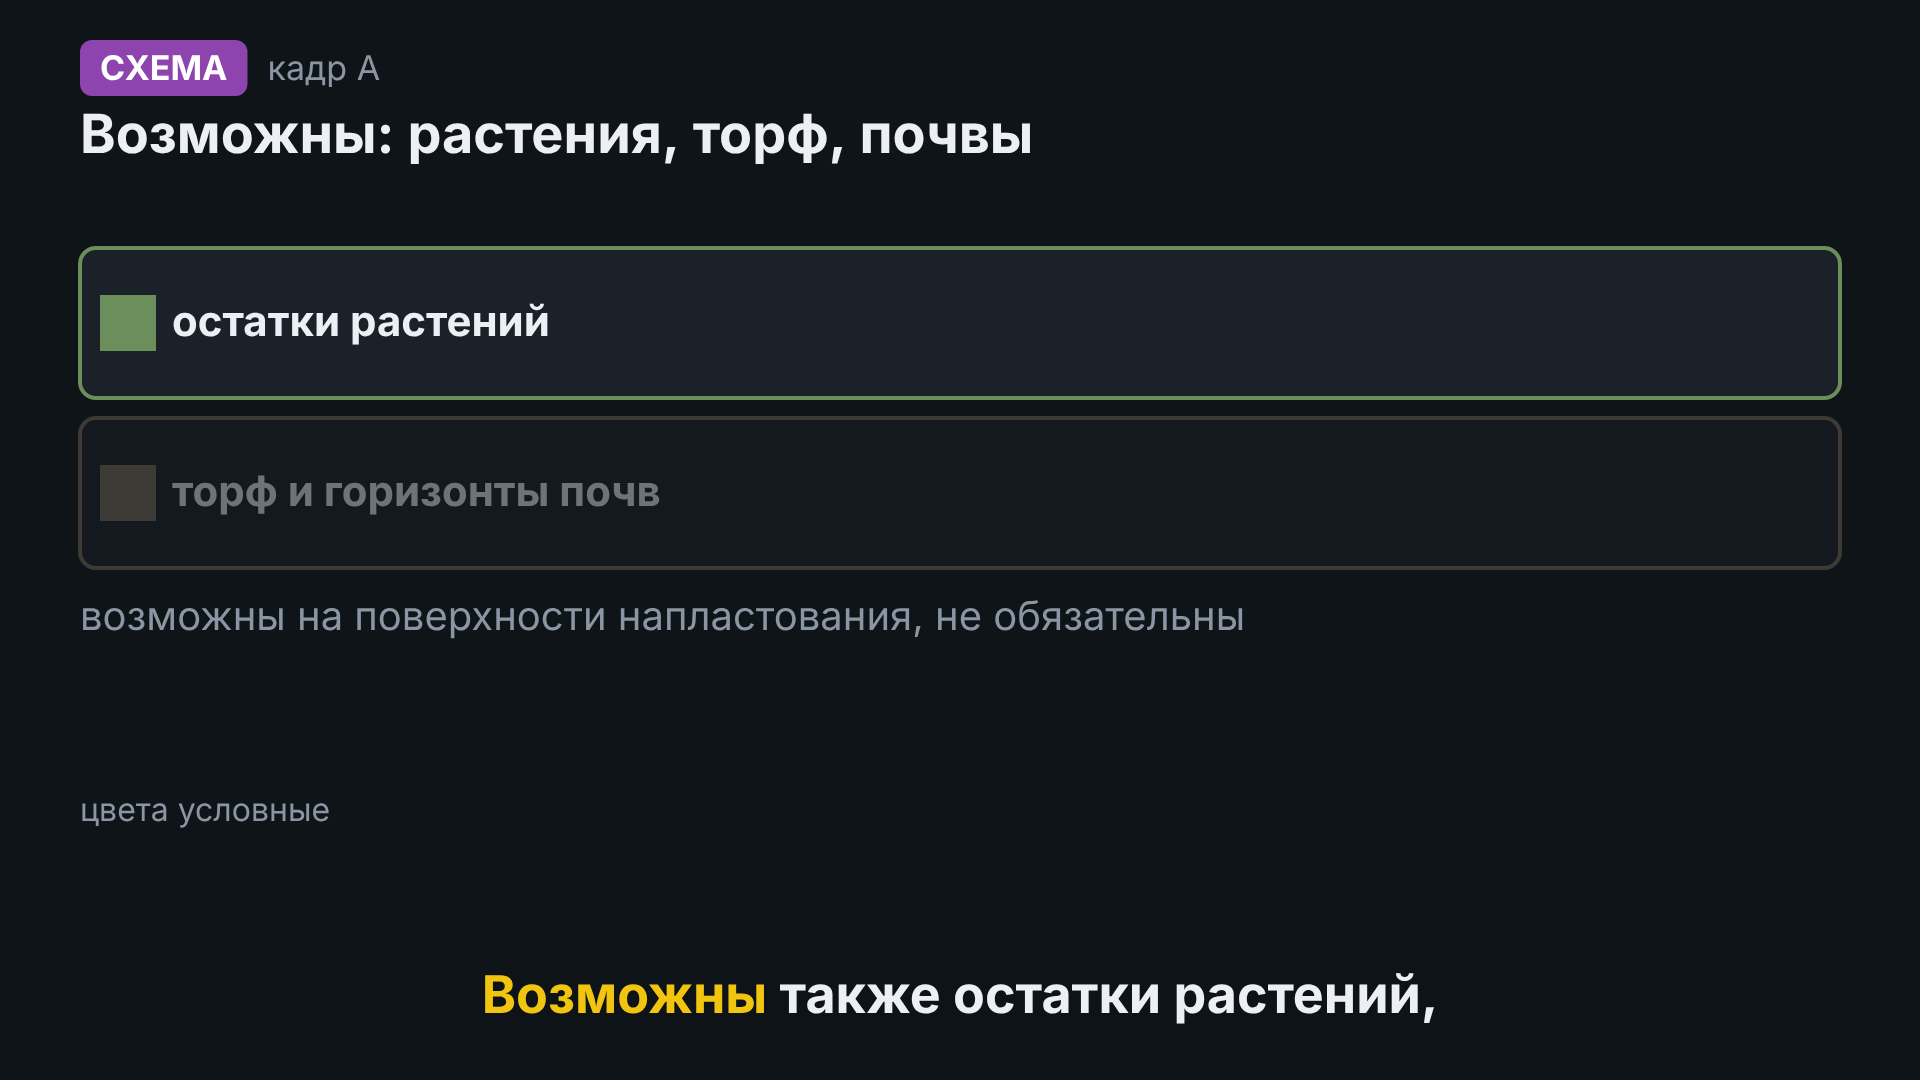 СХЕМА кадр А
Возможны: растения, торф, почвы
остатки растений
торф и горизонты почв
возможны на поверхности напластования, не обязательны
цвета условные
Возможны также остатки растений,